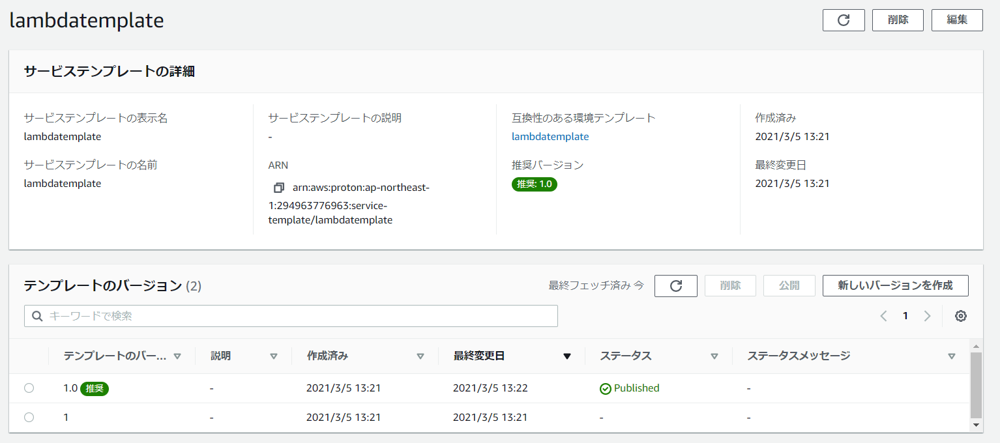 lambdatemplate
削除
編集
サービステンプレートの詳細
サービステンプレートの表示名
lambdatemplate
サービステンプレートの名前
lambdatemplate
サービステンプレートの説明
-
ARN
arn:aws:proton:ap-northeast-
1:294963776963:service-
template/lambdatemplate
互換性のある環境テンプレート
lambdatemplate
推奨バージョン
推奨: 1.0
作成済み
2021/3/5 13:21
最終変更日
2021/3/5 13:21
テンプレートのバージョン (2)
最終フェッチ済み 今
削除
公開
新しいバージョンを作成
キーワードで検索
1
テンプレートのバー... 説明 作成済み 最終変更日 ステータス ステータスメッセージ
1.0 推奨 - 2021/3/5 13:21 2021/3/5 13:22 Published -
1 - 2021/3/5 13:21 2021/3/5 13:21 - -